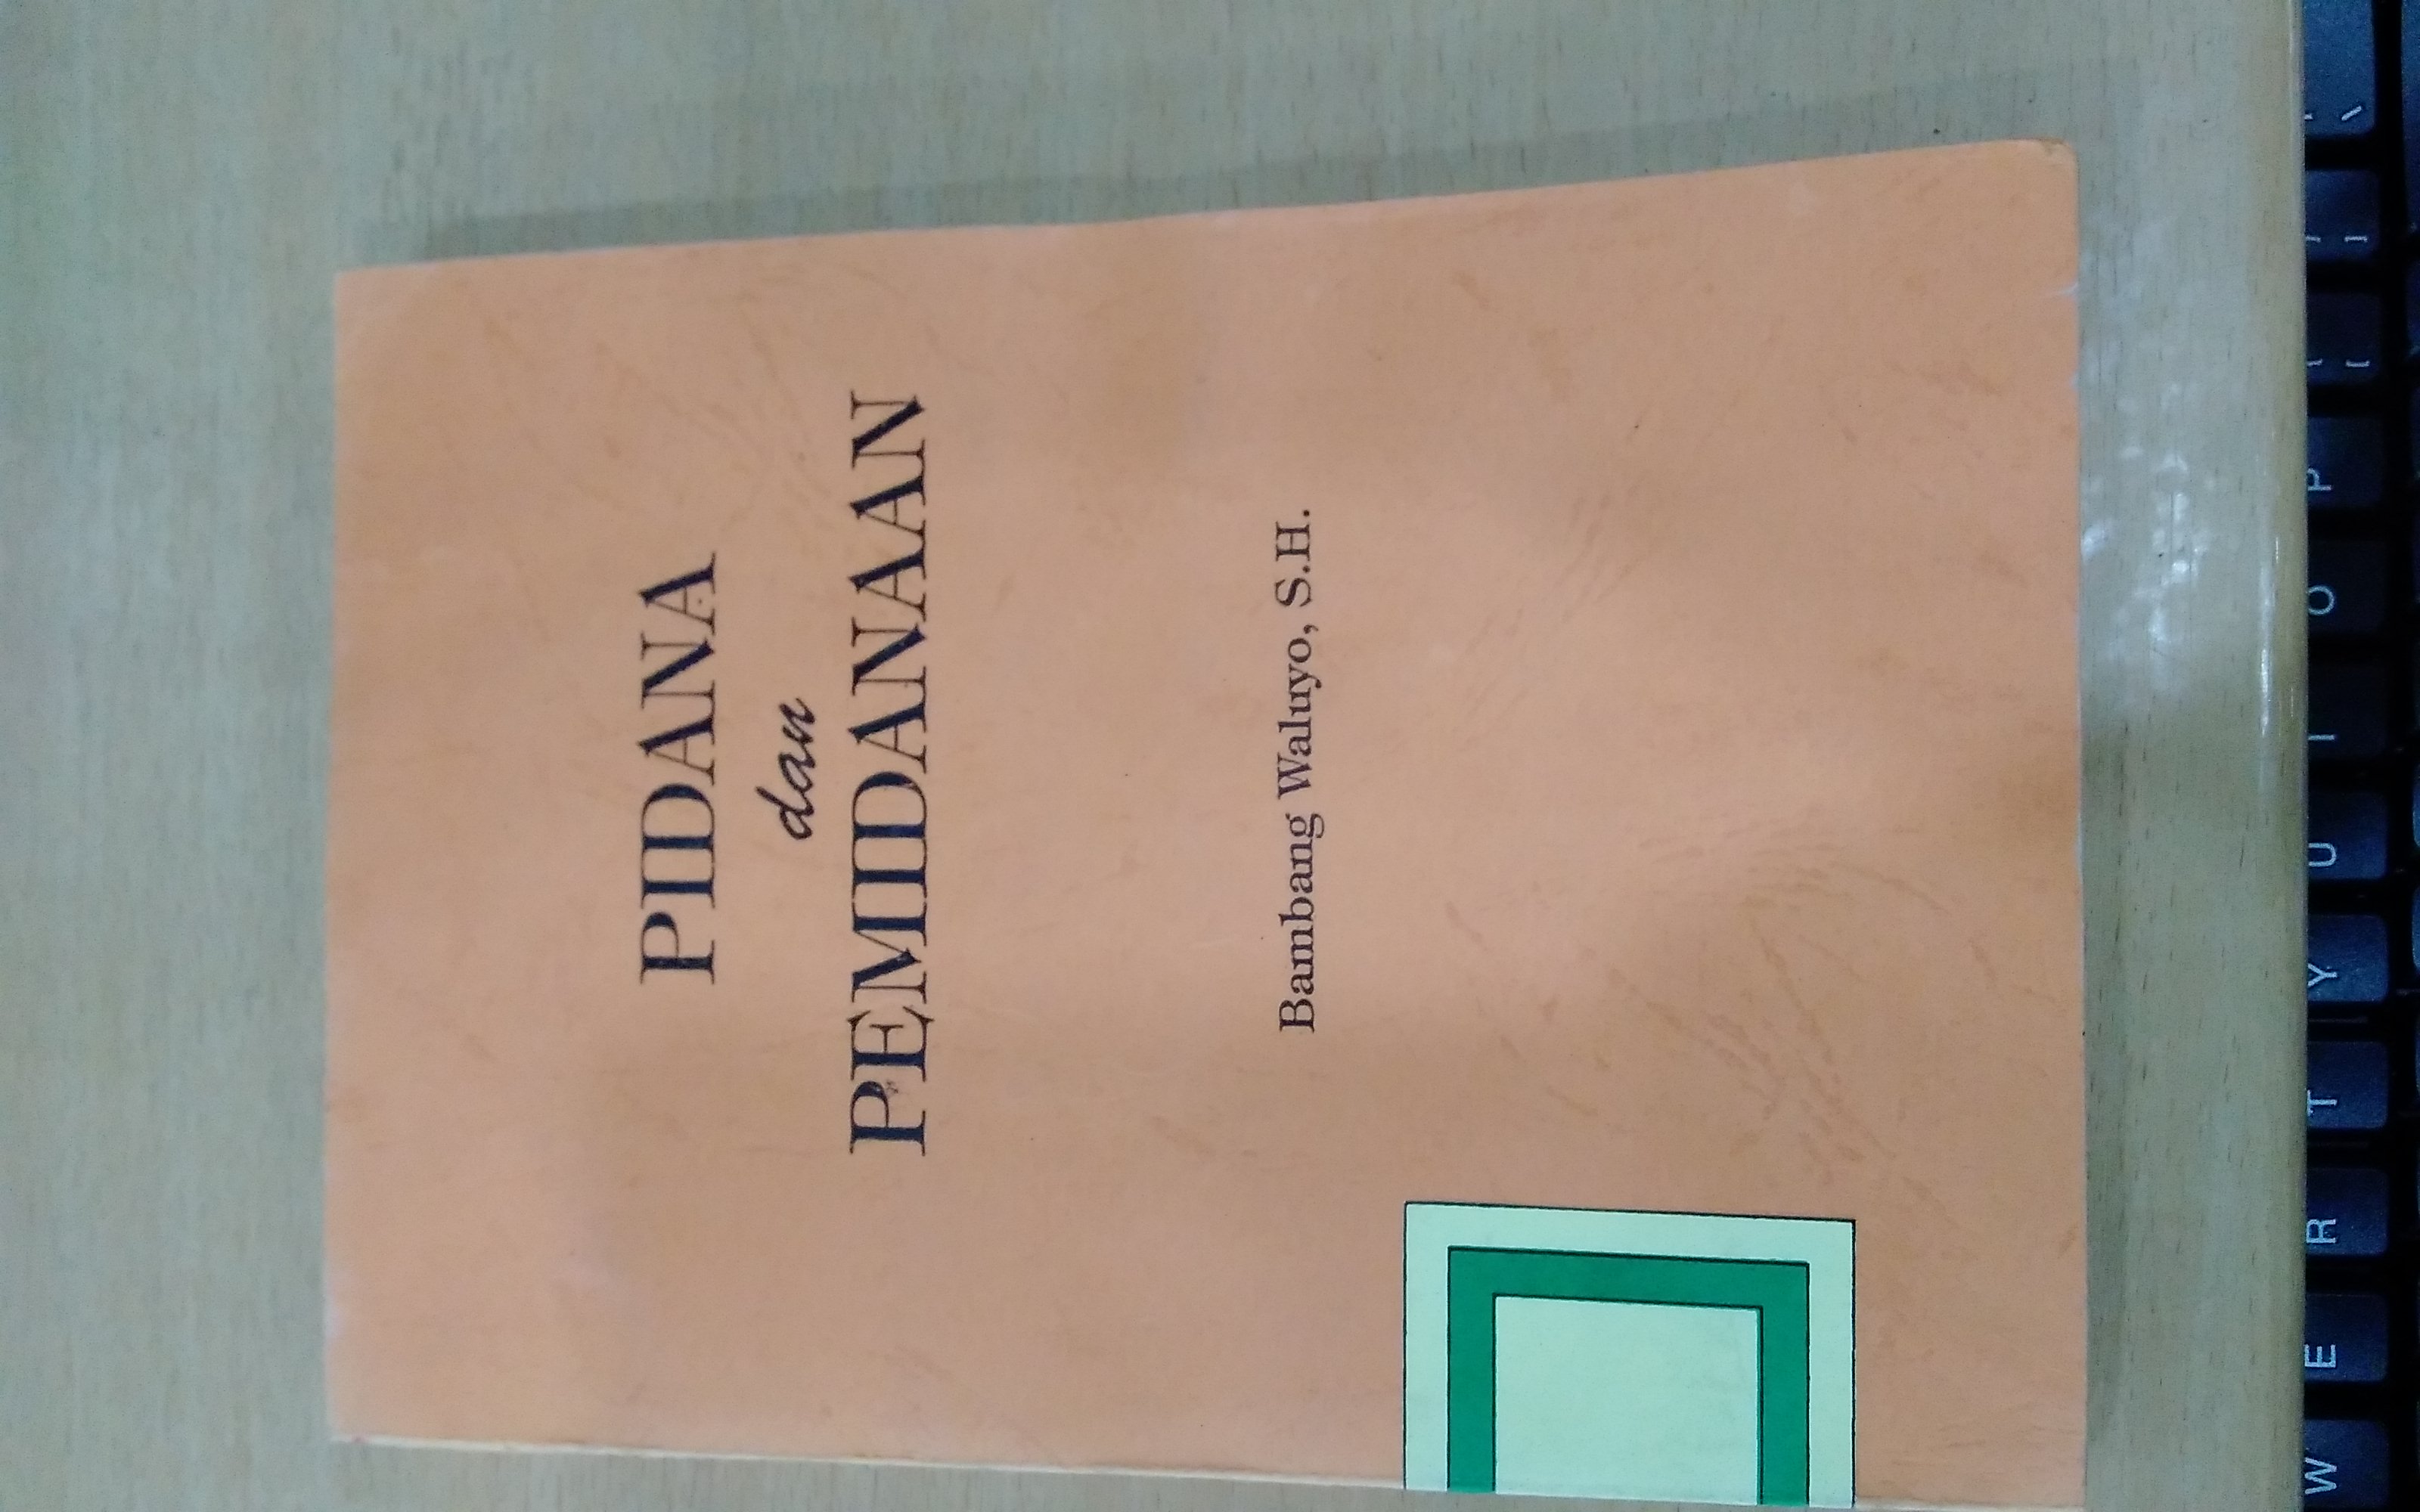 PIDANA
dan
PEMIDANAAN
Bambang Waluyo, S.H.
W E R T Y U I O P { [ } ] \